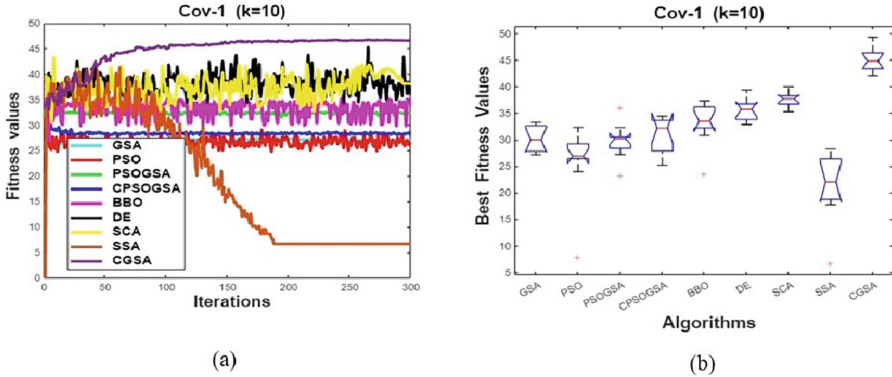 Cov-1 (k=10)
Fitness values
50
45
40
35
30
25
20
15
10
5
0
GSA
PSO
PSOGSA
CPSOGSA
BBO
DE
SCA
SSA
CGSA
0 50 100 150 200 250 300
Iterations
(a)
Cov-1 (k=10)
Best Fitness Values
50
45
40
35
30
25
20
15
10
5
GSA PSO PSOGSA CPSOGSA BBO DE SCA SSA CGSA
Algorithms
(b)